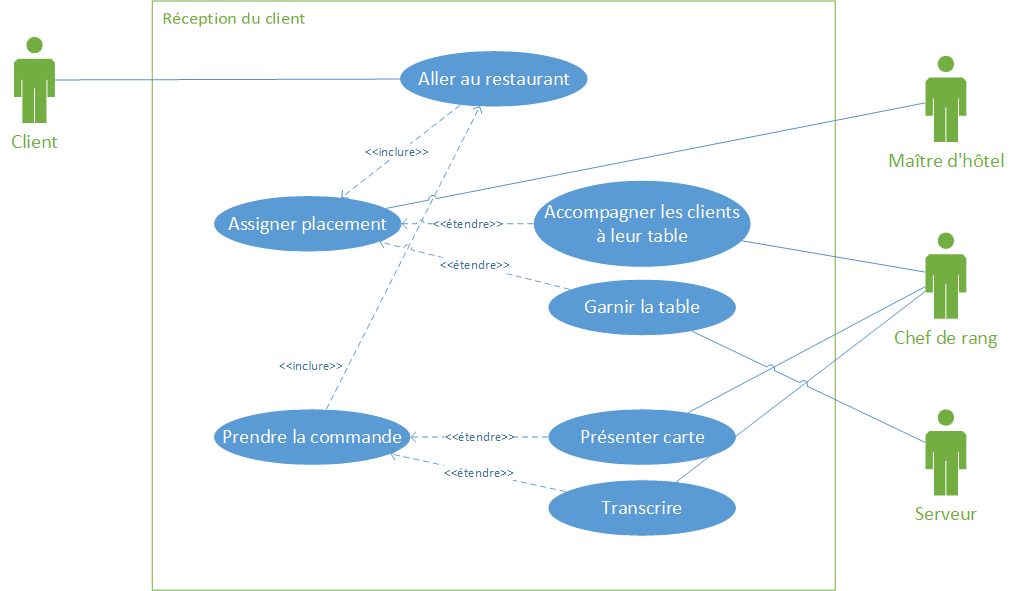 Réception du client
Client
Aller au restaurant
Maître d'hôtel
<<inclure>>
Assigner placement
<<étendre>>
Accompagner les clients
à leur table
<<étendre>>
Garnir la table
Chef de rang
<<inclure>>
Prendre la commande
<<étendre>>
Présenter carte
<<étendre>>
Transcrire
Serveur